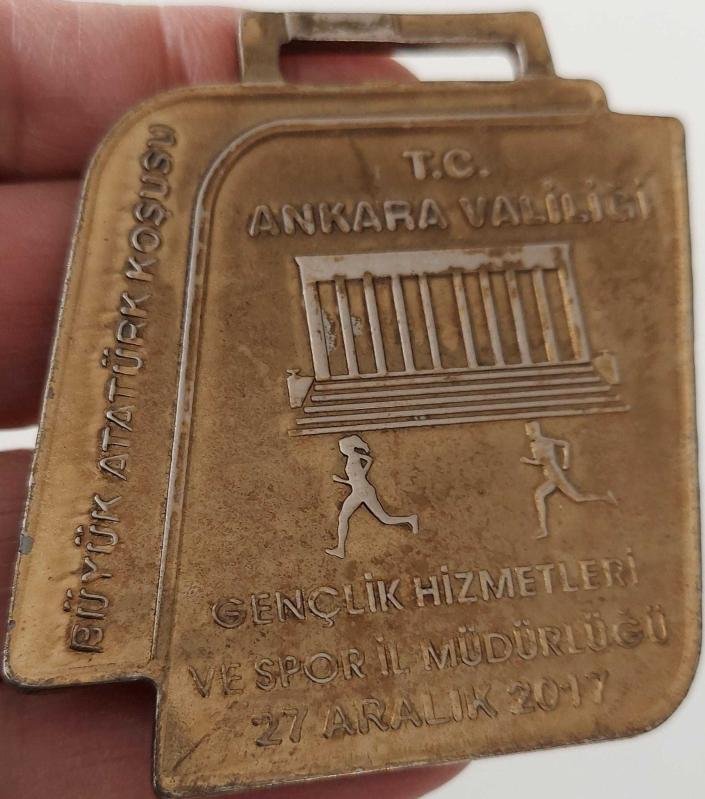 BÜYÜK ATATÜRK KOŞUSU
T.C.
ANKARA VALİLİĞİ
GENÇLİK HİZMETLERİ
VE SPOR İL MÜDÜRLÜĞÜ
27 ARALIK 2017